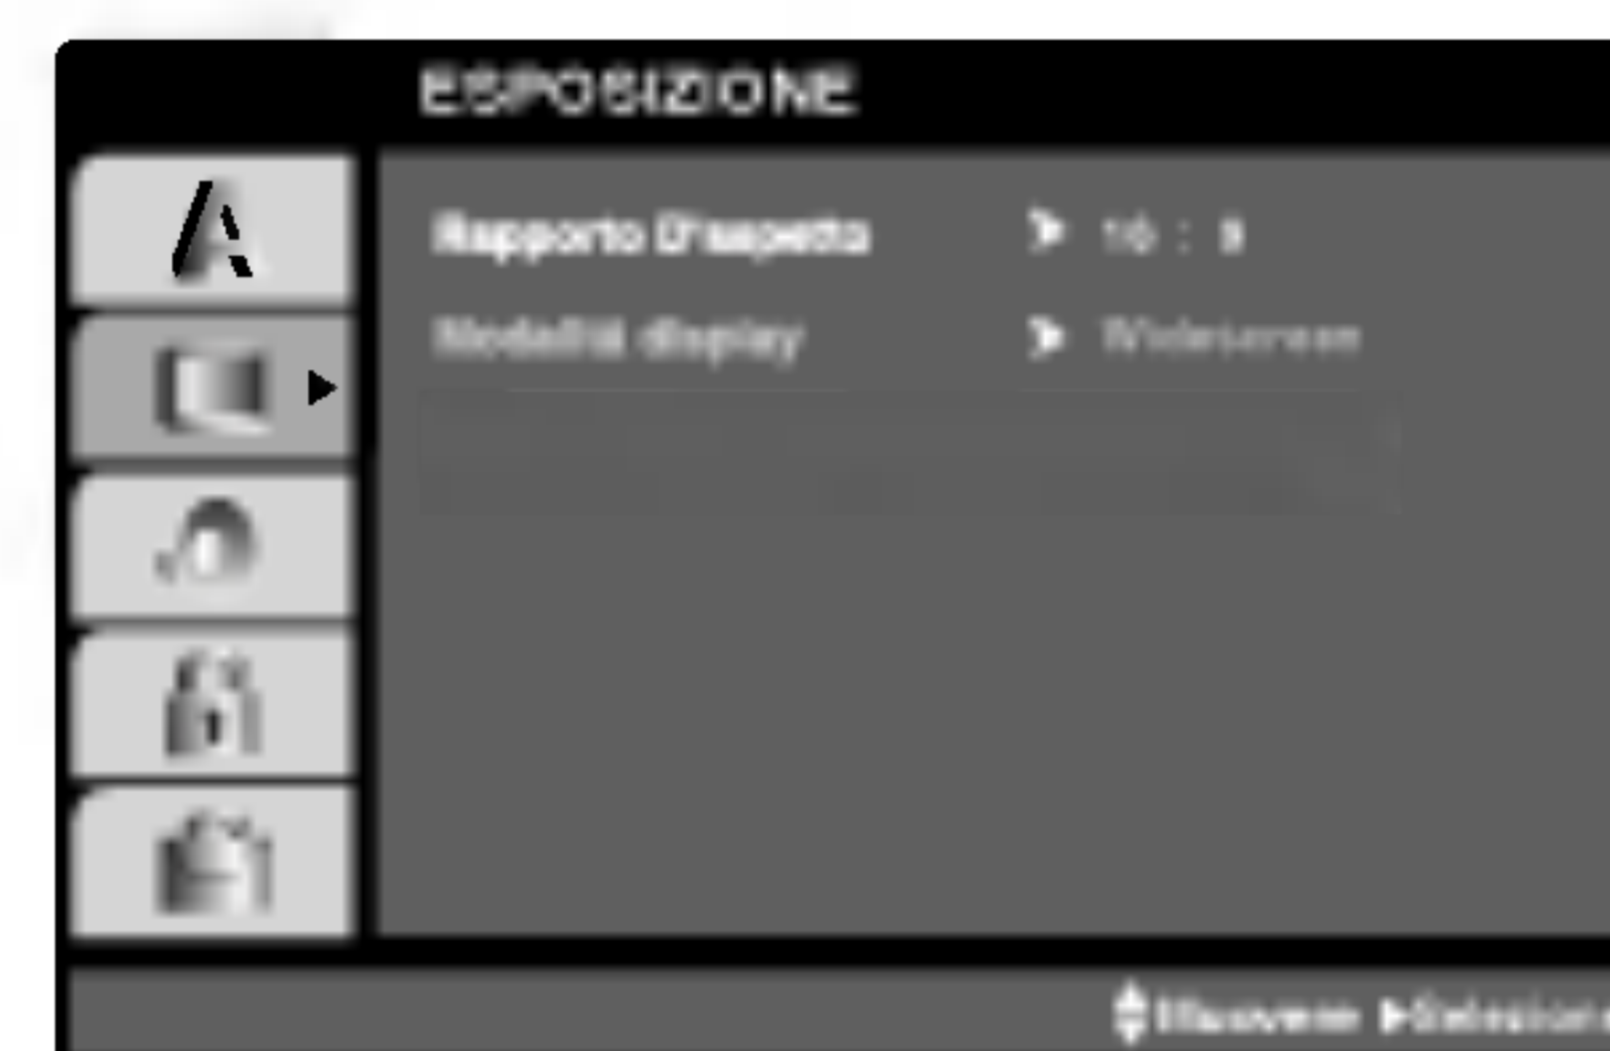 ESPOSIZIONE
Rapporto D'aspetto
16 : 9
Modalità display
Widescreen
Muovere